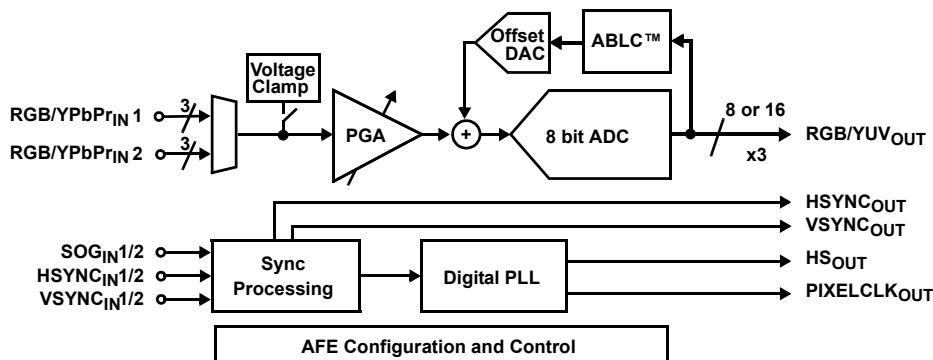 Offset
DAC
ABLC™
Voltage
Clamp
RGB/YPbPrIN 1
3
PGA
+
8 bit ADC
8 or 16
x3
RGB/YUVOUT
RGB/YPbPrIN 2
3
HSYNCOUT
VSYNCOUT
SOGIN1/2
HSYNCIN1/2
VSYNCIN1/2
Sync
Processing
Digital PLL
HSOUT
PIXELCLKOUT
AFE Configuration and Control